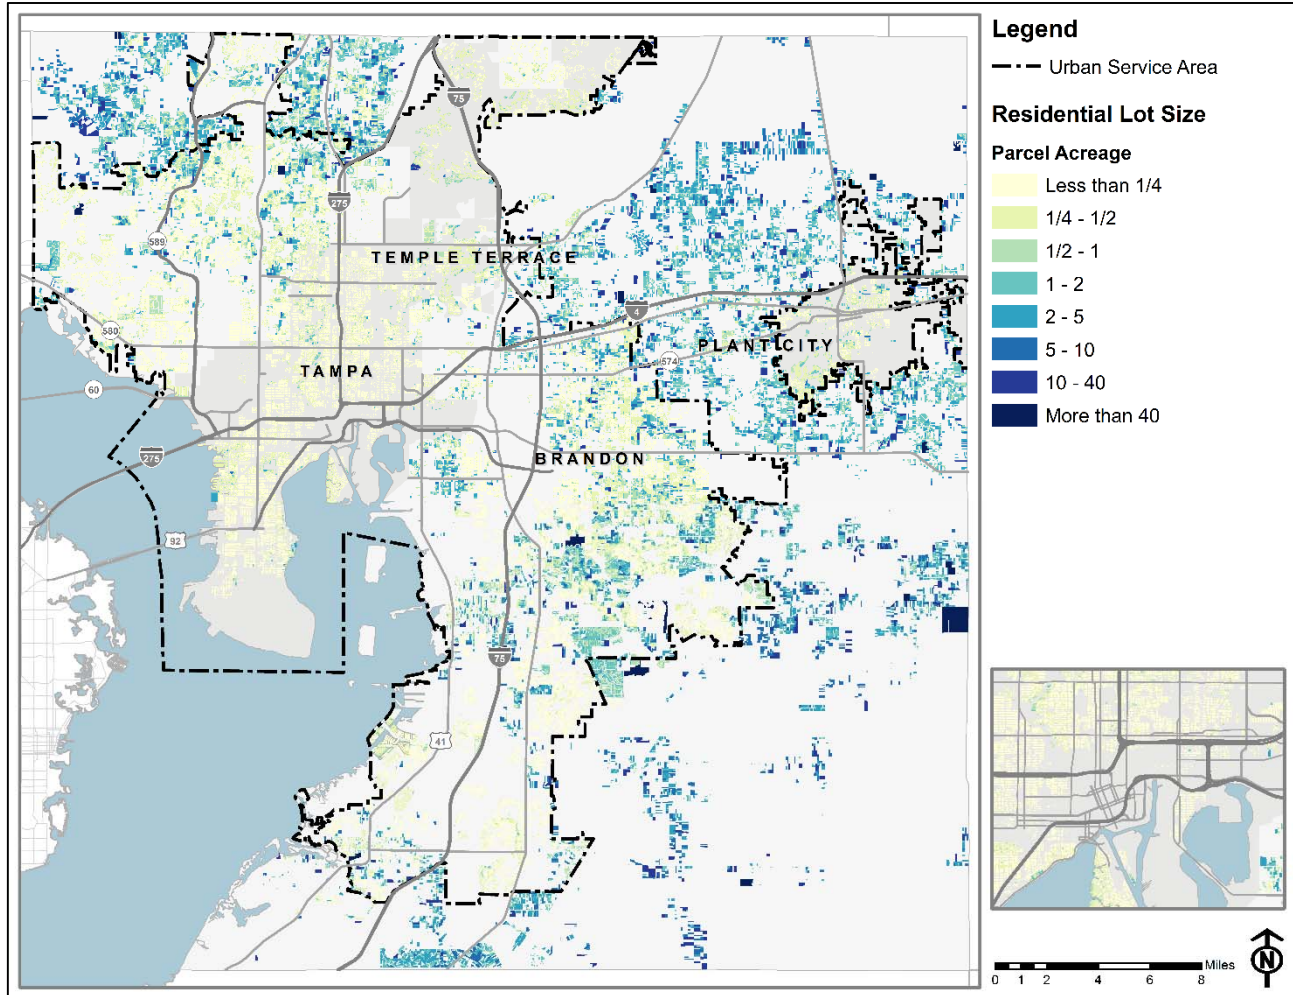 Legend
Urban Service Area
Residential Lot Size
Parcel Acreage
Less than 1/4
1/4 - 1/2
1/2 - 1
1 - 2
2 - 5
5 - 10
10 - 40
More than 40
75
275
589
TEMPLE TERRACE
4
580
574
PLANT CITY
TAMPA
60
275
BRANDON
92
75
41
Miles
0 1 2 4 6 8
N